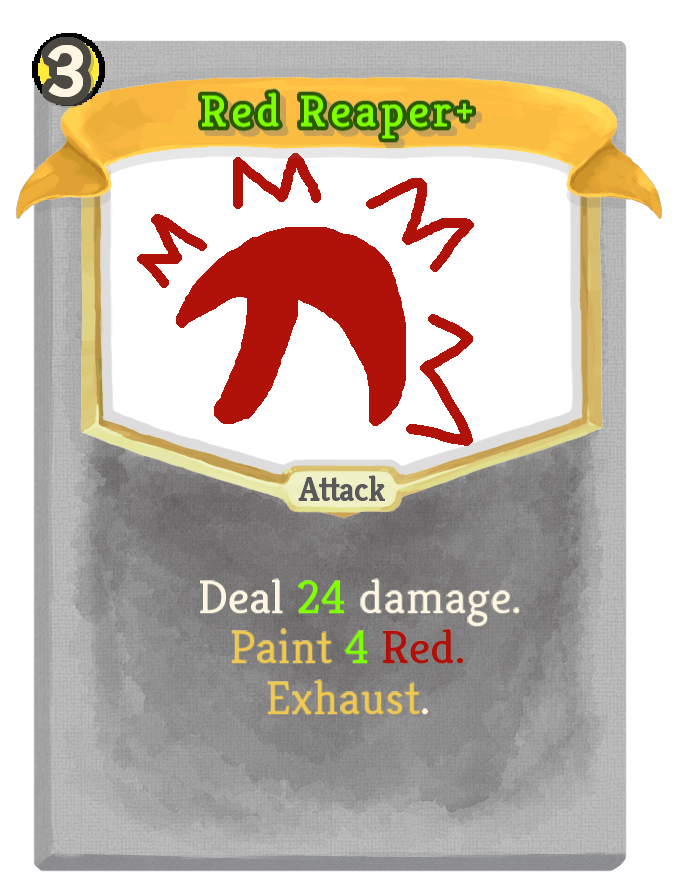 3
Red Reaper+
Attack
Deal 24 damage.
Paint 4 Red.
Exhaust.